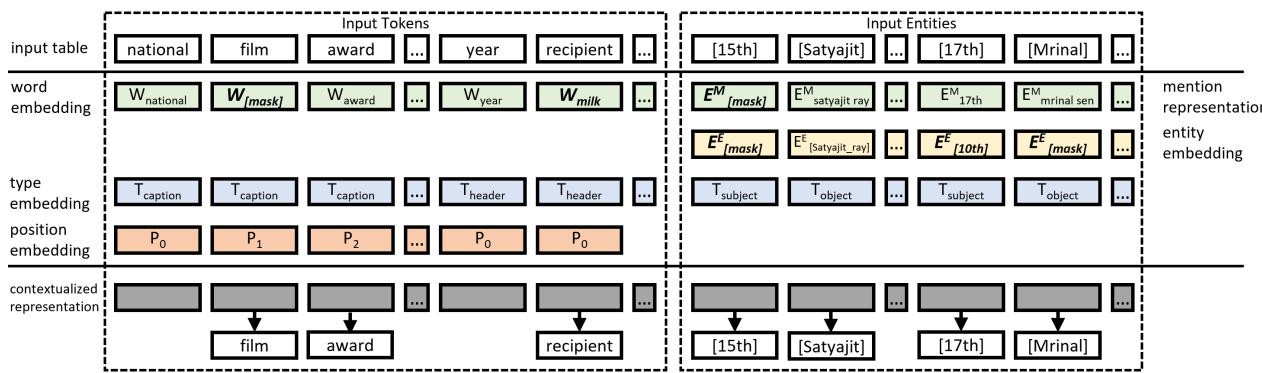 Input Tokens Input Entities
input table national film award ... year recipient ... [15th] [Satyajit] ... [17th] [Mrinal] ...
word embedding W_national W_[mask] W_award ... W_year W_milk ... E^M_[mask] E^M_satyajit ray ... E^M_17th E^M_mrinal sen ... mention representation
E^E_[mask] E^E_[Satyajit_ray] ... E^E_[10th] E^E_[mask] ... entity embedding
type embedding T_caption T_caption T_caption ... T_header T_header ... T_subject T_object ... T_subject T_object ...
position embedding P_0 P_1 P_2 ... P_0 P_0
contextualized representation ... ... ... ...
film award recipient [15th] [Satyajit] [17th] [Mrinal]